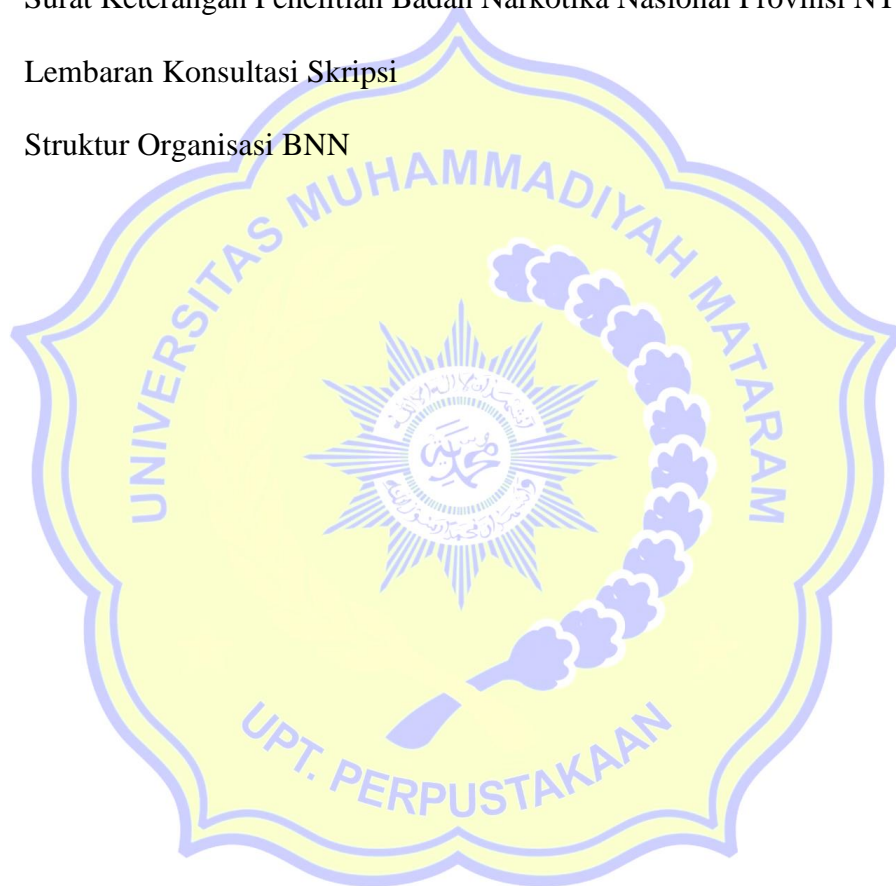 Surat Keterangan Penelitian Badan Narkotika Nasional Provinsi NT
Lembaran Konsultasi Skripsi
Struktur Organisasi BNN
UNIVERSITAS MUHAMMADIYAH MATARAM
محمدية
UPT. PERPUSTAKAAN